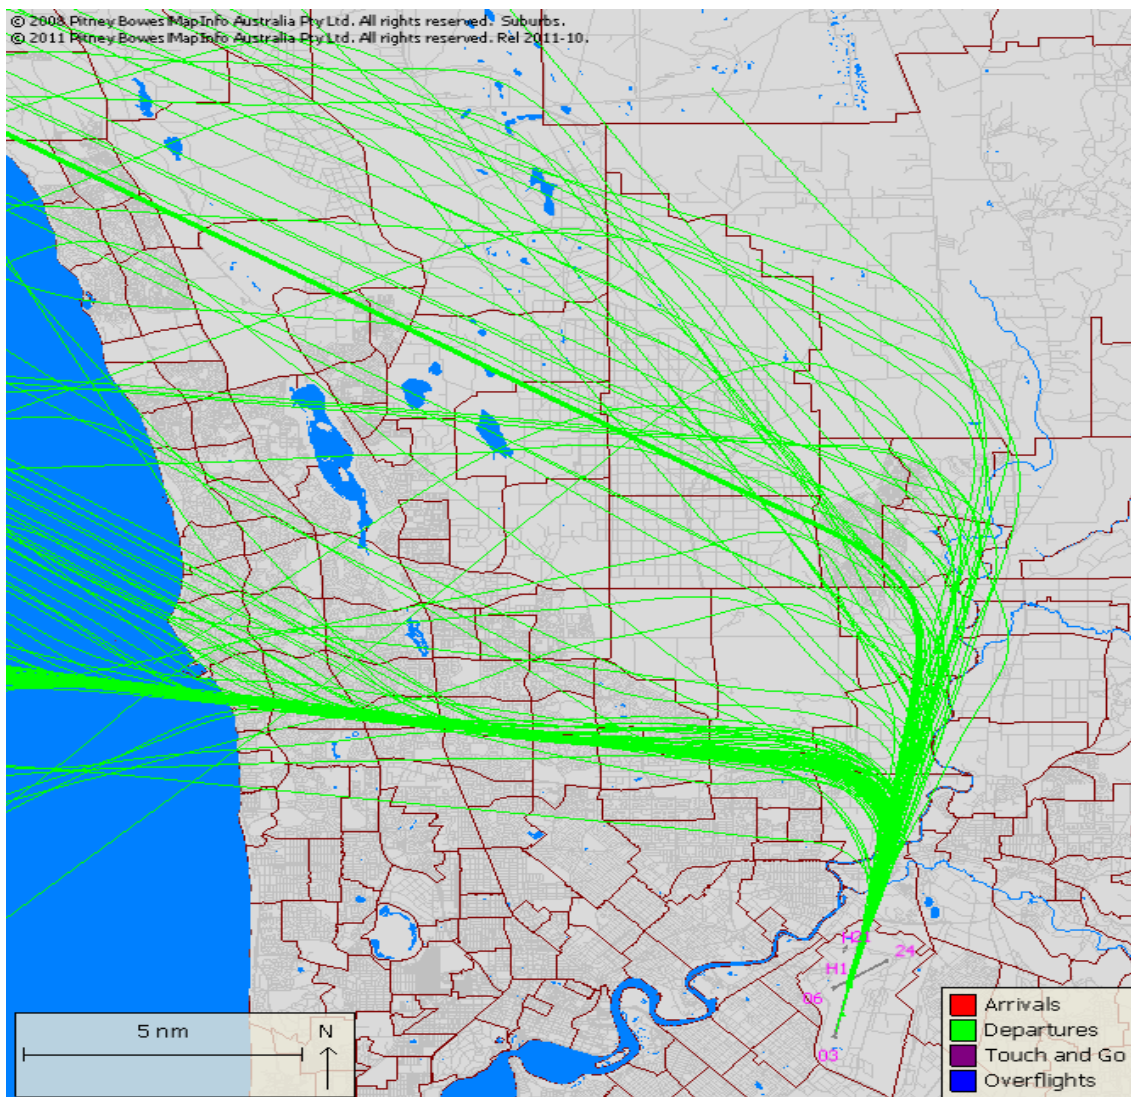 © 2008 Pitney Bowes MapInfo Australia Pty Ltd. All rights reserved. Suburbs.
© 2011 Pitney Bowes MapInfo Australia Pty Ltd. All rights reserved. Rel 2011-10.
24
H1
06
03
5 nm
N
Arrivals
Departures
Touch and Go
Overflights